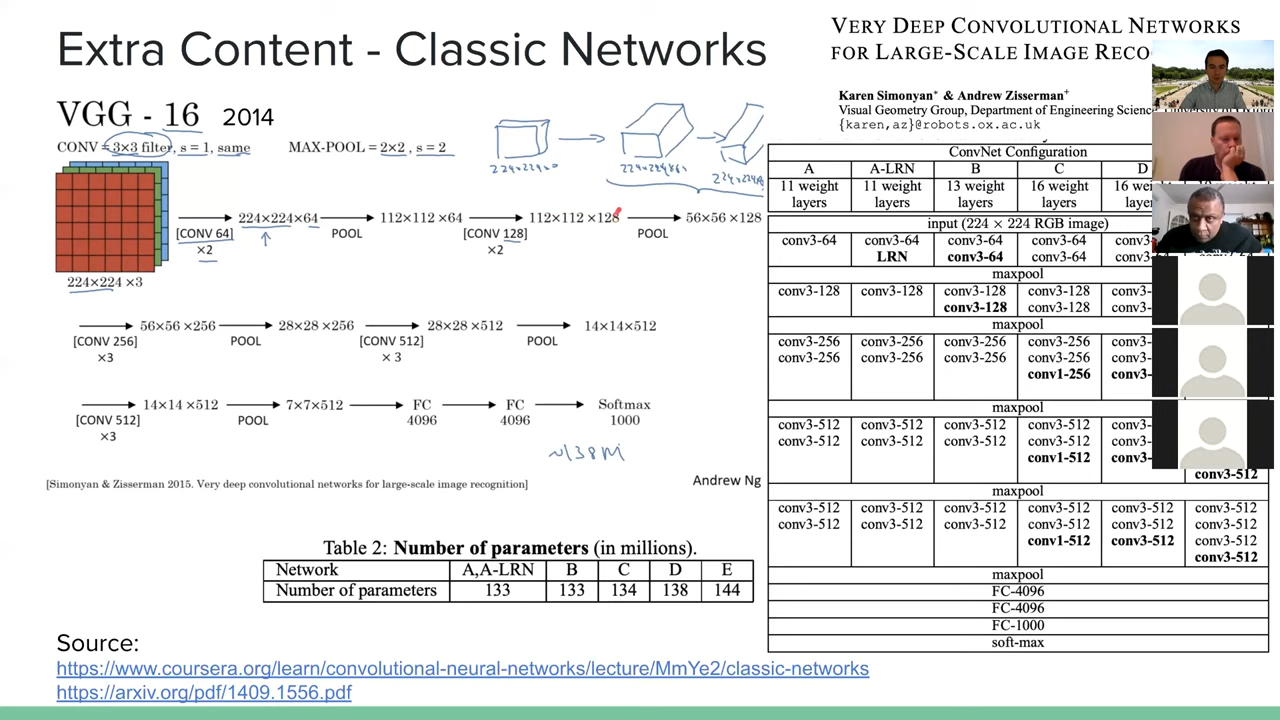 Extra Content - Classic Networks
VGG - 16 2014
CONV = 3×3 filter, s = 1, same
MAX-POOL = 2×2 , s = 2
224×224×64
224×224×3
[CONV 64]
×2
224×224×64
POOL
112×112 ×64
[CONV 128]
×2
112×112 ×128
POOL
56×56 ×128
[CONV 256]
×3
56×56 ×256
POOL
28×28 ×256
[CONV 512]
× 3
28×28 ×512
POOL
14×14×512
[CONV 512]
×3
14×14 ×512
POOL
7×7×512
FC
4096
FC
4096
Softmax
1000
~138M
[Simonyan & Zisserman 2015. Very deep convolutional networks for large-scale image recognition]
Andrew Ng
Table 2: Number of parameters (in millions).
Network A,A-LRN B C D E
Number of parameters 133 133 134 138 144
Source:
https://www.coursera.org/learn/convolutional-neural-networks/lecture/MmYe2/classic-networks
https://arxiv.org/pdf/1409.1556.pdf
VERY DEEP CONVOLUTIONAL NETWORKS
FOR LARGE-SCALE IMAGE
Karen Simonyan* & Andrew Zisserman+
Visual Geometry Group, Department of Engineering
{karen,az}@robots.ox.ac.uk
ConvNet Configuration
A A-LRN B C D
11 weight 11 weight 13 weight 16 weight
layers layers layers layers
input (224 × 224 RGB image)
conv3-64 conv3-64 conv3-64 conv3-64
LRN conv3-64 conv3-64
maxpool
conv3-128 conv3-128 conv3-128 conv3-128
conv3-128 conv3-128
maxpool
conv3-256 conv3-256 conv3-256 conv3-256
conv3-256 conv3-256 conv3-256 conv3-256
conv1-256
maxpool
conv3-512 conv3-512 conv3-512 conv3-512
conv3-512 conv3-512 conv3-512 conv3-512
conv1-512
conv3-512
maxpool
conv3-512 conv3-512 conv3-512 conv3-512 conv3-512 conv3-512
conv3-512 conv3-512 conv3-512 conv3-512 conv3-512 conv3-512
conv1-512 conv3-512 conv3-512
conv3-512
maxpool
FC-4096
FC-4096
FC-1000
soft-max